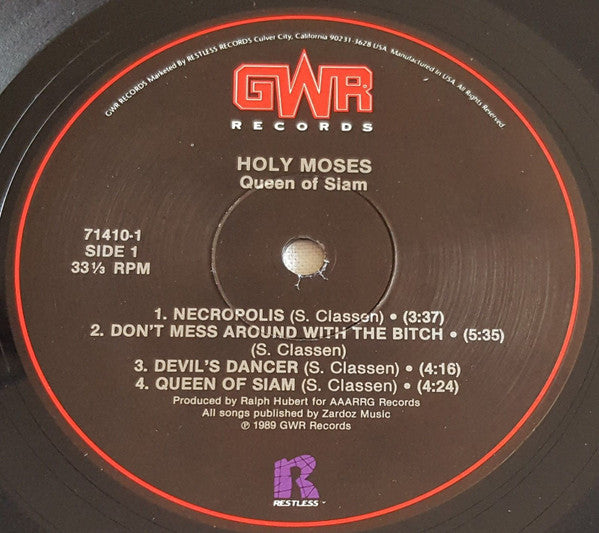 GWR RECORDS Marketed By RESTLESS RECORDS Culver City, California 90231-3628 USA. Manufactured in USA. All Rights Reserved.
GWR
RECORDS
HOLY MOSES
Queen of Siam
71410-1
SIDE 1
33⅓ RPM
1. NECROPOLIS (S. Classen) • (3:37)
2. DON'T MESS AROUND WITH THE BITCH • (5:35)
(S. Classen)
3. DEVIL'S DANCER (S. Classen) • (4:16)
4. QUEEN OF SIAM (S. Classen) • (4:24)
Produced by Ralph Hubert for AAARRG Records
All songs published by Zardoz Music
℗ 1989 GWR Records
R
RESTLESS™